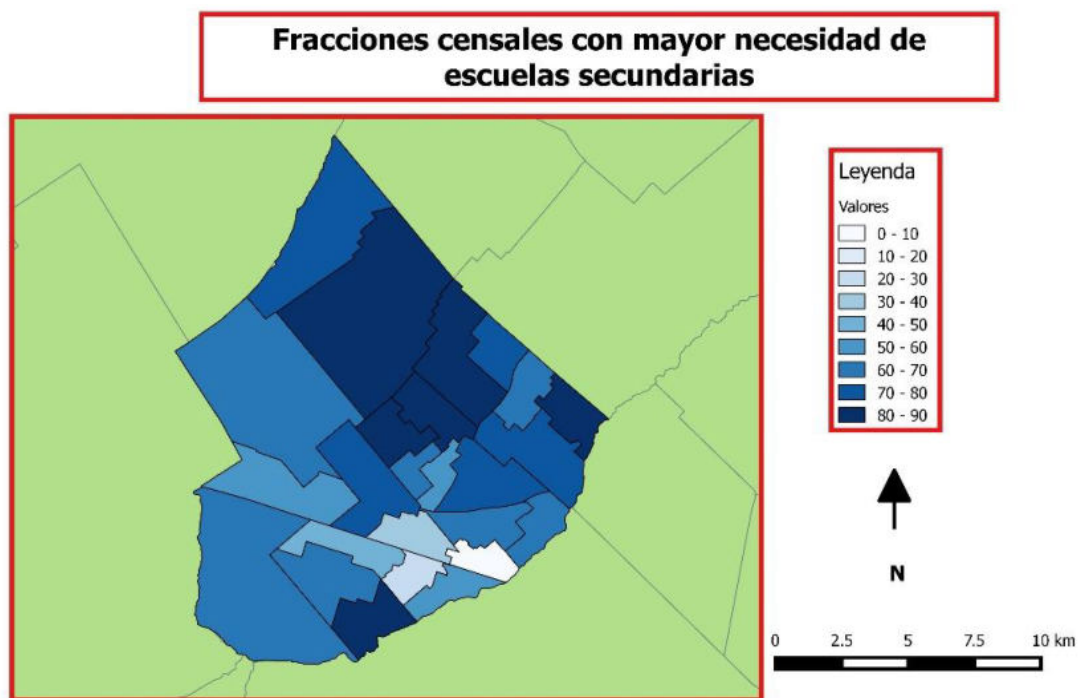 Fracciones censales con mayor necesidad de
escuelas secundarias
Leyenda
Valores
0 - 10
10 - 20
20 - 30
30 - 40
40 - 50
50 - 60
60 - 70
70 - 80
80 - 90
N
0 2.5 5 7.5 10 km